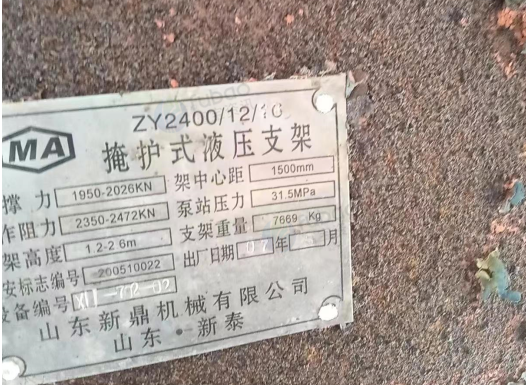 MA
ZY2400/12/
掩护式液压支架
撑力 1950-2026KN 架中心距 1500mm
作阻力 2350-2472KN 泵站压力 31.5MPa
架高度 1.2-2.6m 支架重量 7669 Kg
安标志编号 200510022 出厂日期 07年 月
设备编号
山东新鼎机械有限公司
山东·新泰